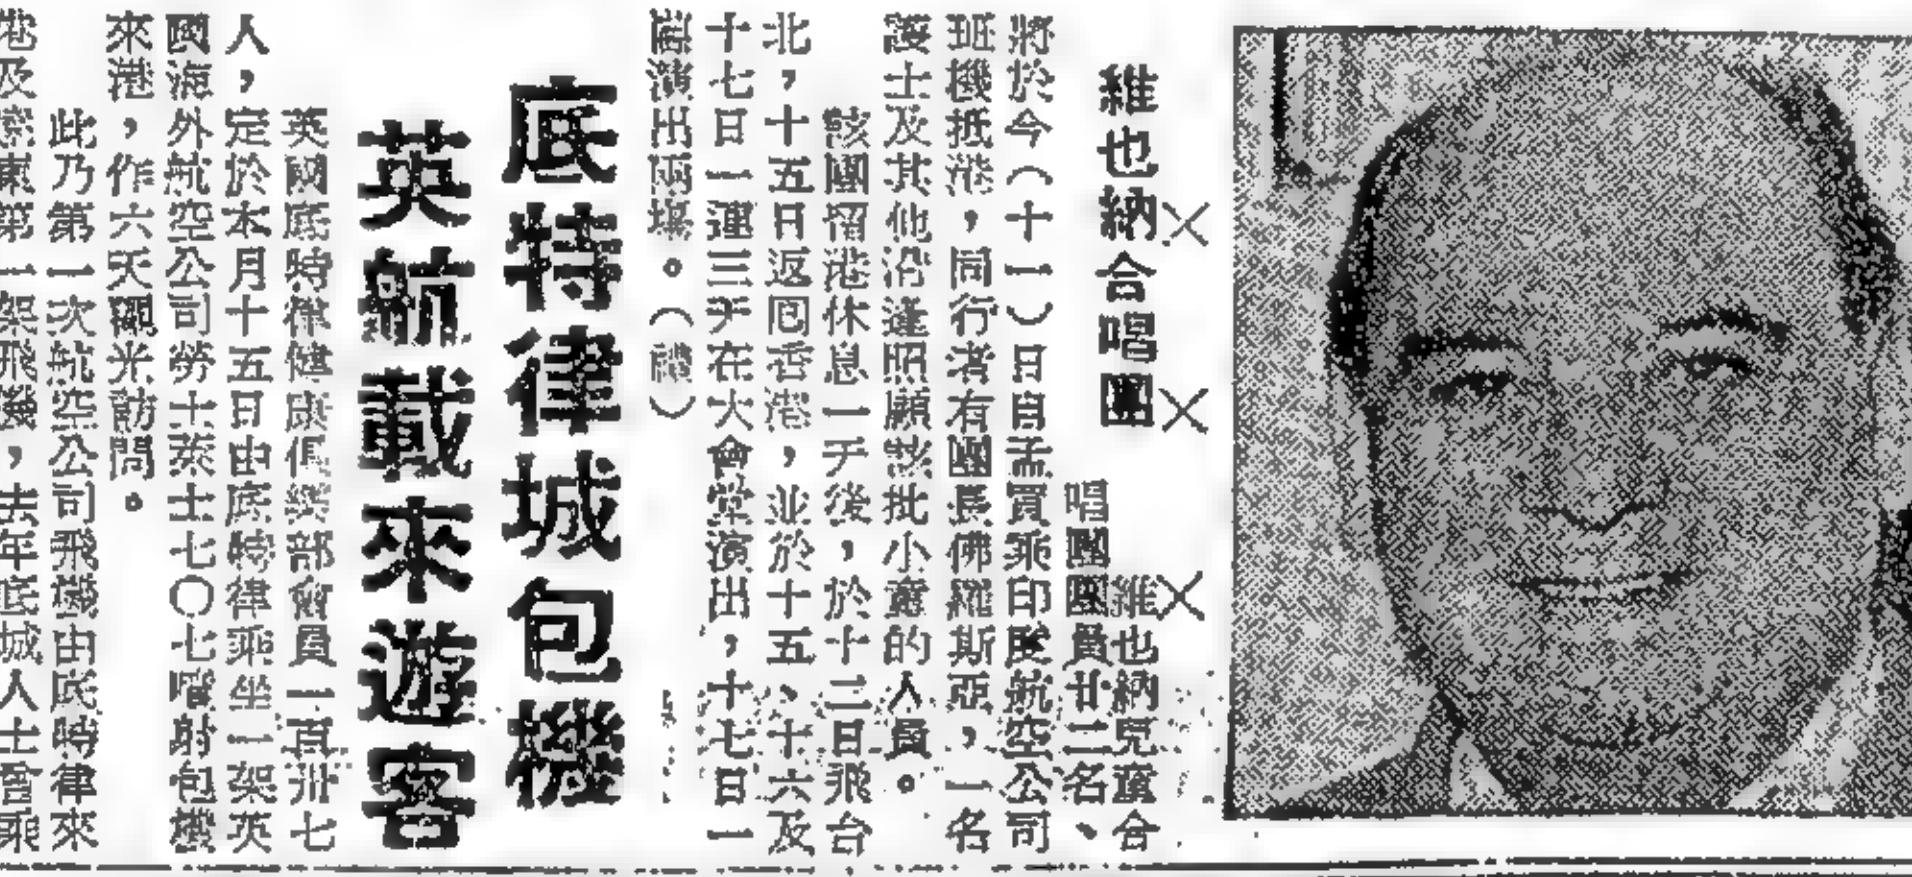 維也納合唱團
維也納兒童合
唱團團員廿二名、
將於今（十一）日自孟買乘印民航空公司
班機抵港，同行者有團長佛羅斯亞，一名
護士及其他沿途照顧該批小童的人員。
該團留港休息一天後，於十二日飛台
北，十五日返回香港，並於十五、十六及
十七日一連三天在大會堂演出，十七日一
演出兩場。（機）
底特律城包機
英航載來遊客
英國底時律健康俱樂部會員一百卅七
人，定於本月十五日由底特律乘坐一架英
國海外航空公司勞士萊士七〇七噴射包機
來港，作六天觀光訪問。
此乃第一次航空公司飛機由底時律來
港及遠東第一架飛機，去年底城人士曾乘